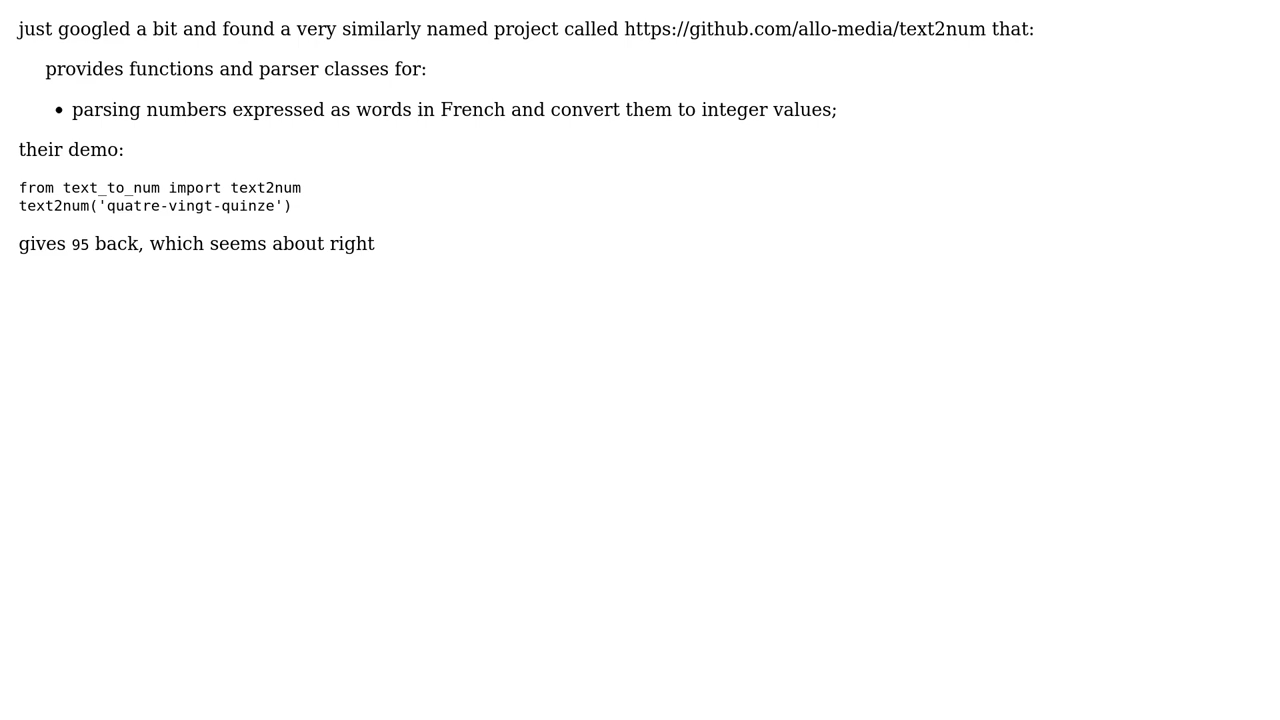 just googled a bit and found a very similarly named project called https://github.com/allo-media/text2num that:
provides functions and parser classes for:
• parsing numbers expressed as words in French and convert them to integer values;
their demo:
from text_to_num import text2num
text2num('quatre-vingt-quinze')
gives 95 back, which seems about right